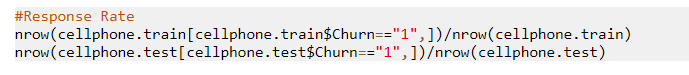 #Response Rate
nrow(cellphone.train[cellphone.train$Churn=="1",])/nrow(cellphone.train)
nrow(cellphone.test[cellphone.test$Churn=="1",])/nrow(cellphone.test)